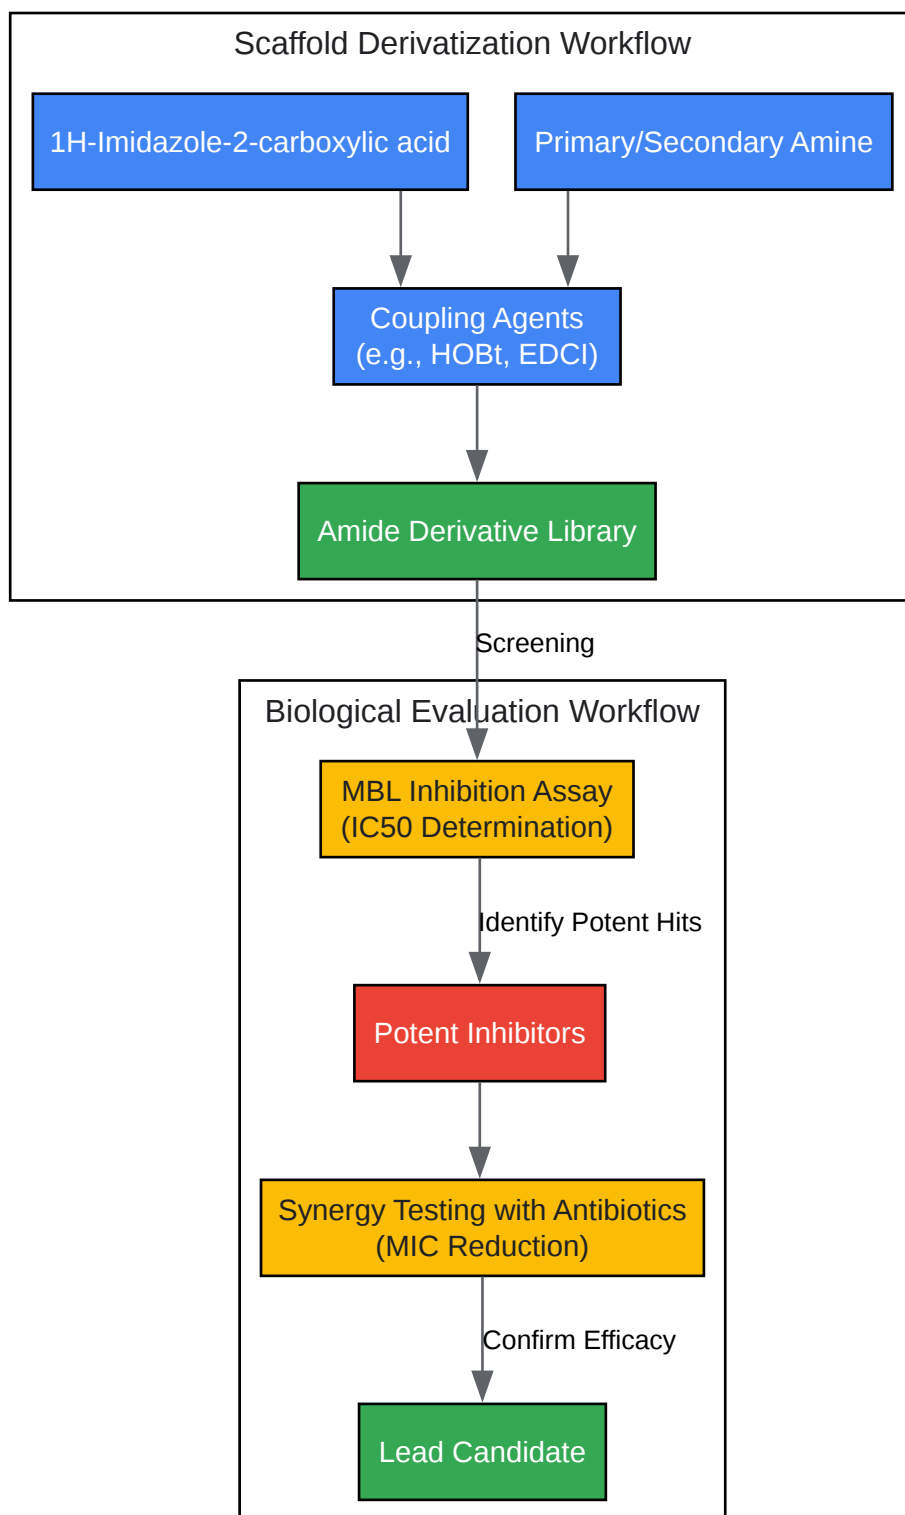 Scaffold Derivatization Workflow
1H-Imidazole-2-carboxylic acid
Primary/Secondary Amine
Coupling Agents
(e.g., HOBt, EDCI)
Amide Derivative Library
Screening
Biological Evaluation Workflow
MBL Inhibition Assay
(IC50 Determination)
Identify Potent Hits
Potent Inhibitors
Synergy Testing with Antibiotics
(MIC Reduction)
Confirm Efficacy
Lead Candidate